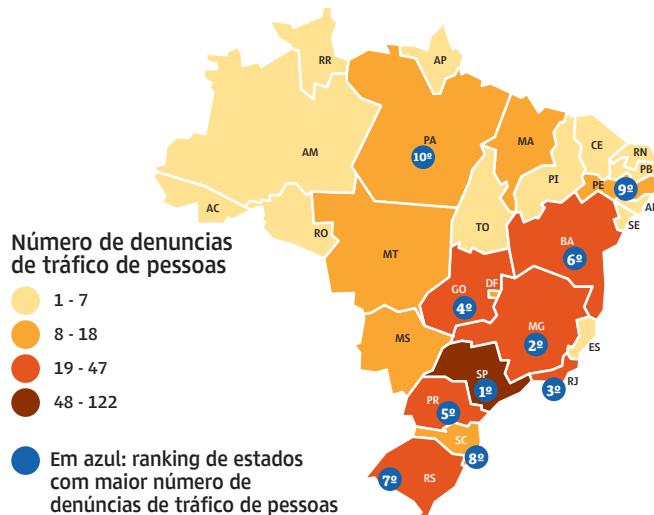 RR
AP
AM
PA
10º
MA
CE
RN
PB
PI
PE
9º
AL
SE
AC
RO
TO
BA
6º
MT
GO
4º
DF
MG
2º
ES
MS
SP
1º
RJ
3º
PR
5º
SC
8º
RS
7º
Número de denuncias
de tráfico de pessoas
1 - 7
8 - 18
19 - 47
48 - 122
Em azul: ranking de estados
com maior número de
denúncias de tráfico de pessoas